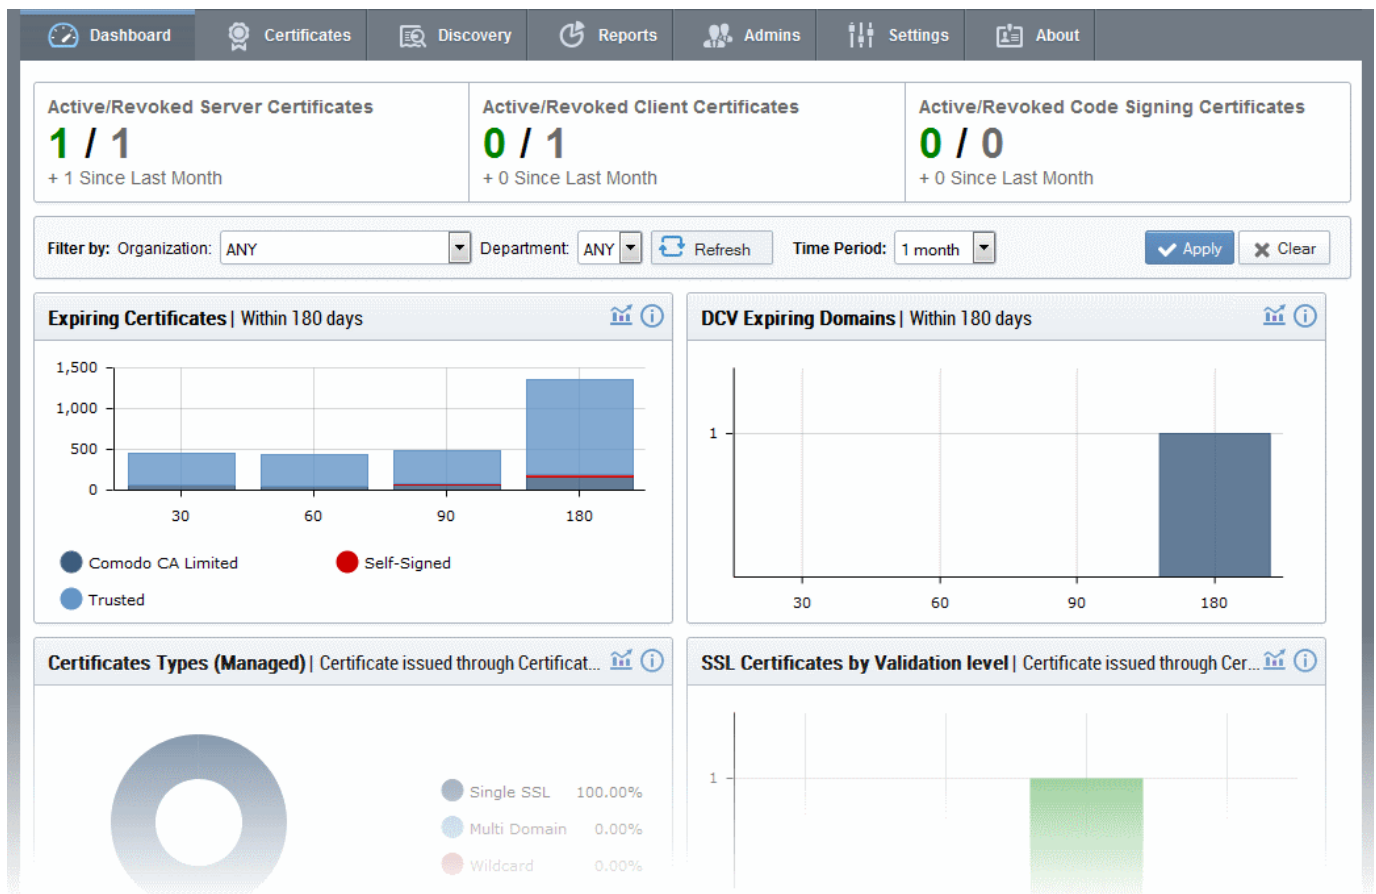 Dashboard Certificates Discovery Reports Admins Settings About
Active/Revoked Server Certificates
1 / 1
+ 1 Since Last Month
Active/Revoked Client Certificates
0 / 1
+ 0 Since Last Month
Active/Revoked Code Signing Certificates
0 / 0
+ 0 Since Last Month
Filter by: Organization: ANY Department: ANY Refresh Time Period: 1 month Apply Clear
Expiring Certificates | Within 180 days
1,500
1,000
500
0
30 60 90 180
Comodo CA Limited Self-Signed
Trusted
DCV Expiring Domains | Within 180 days
1
30 60 90 180
Certificates Types (Managed) | Certificate issued through Certificat...
Single SSL 100.00%
Multi Domain 0.00%
Wildcard 0.00%
SSL Certificates by Validation level | Certificate issued through Cer...
1